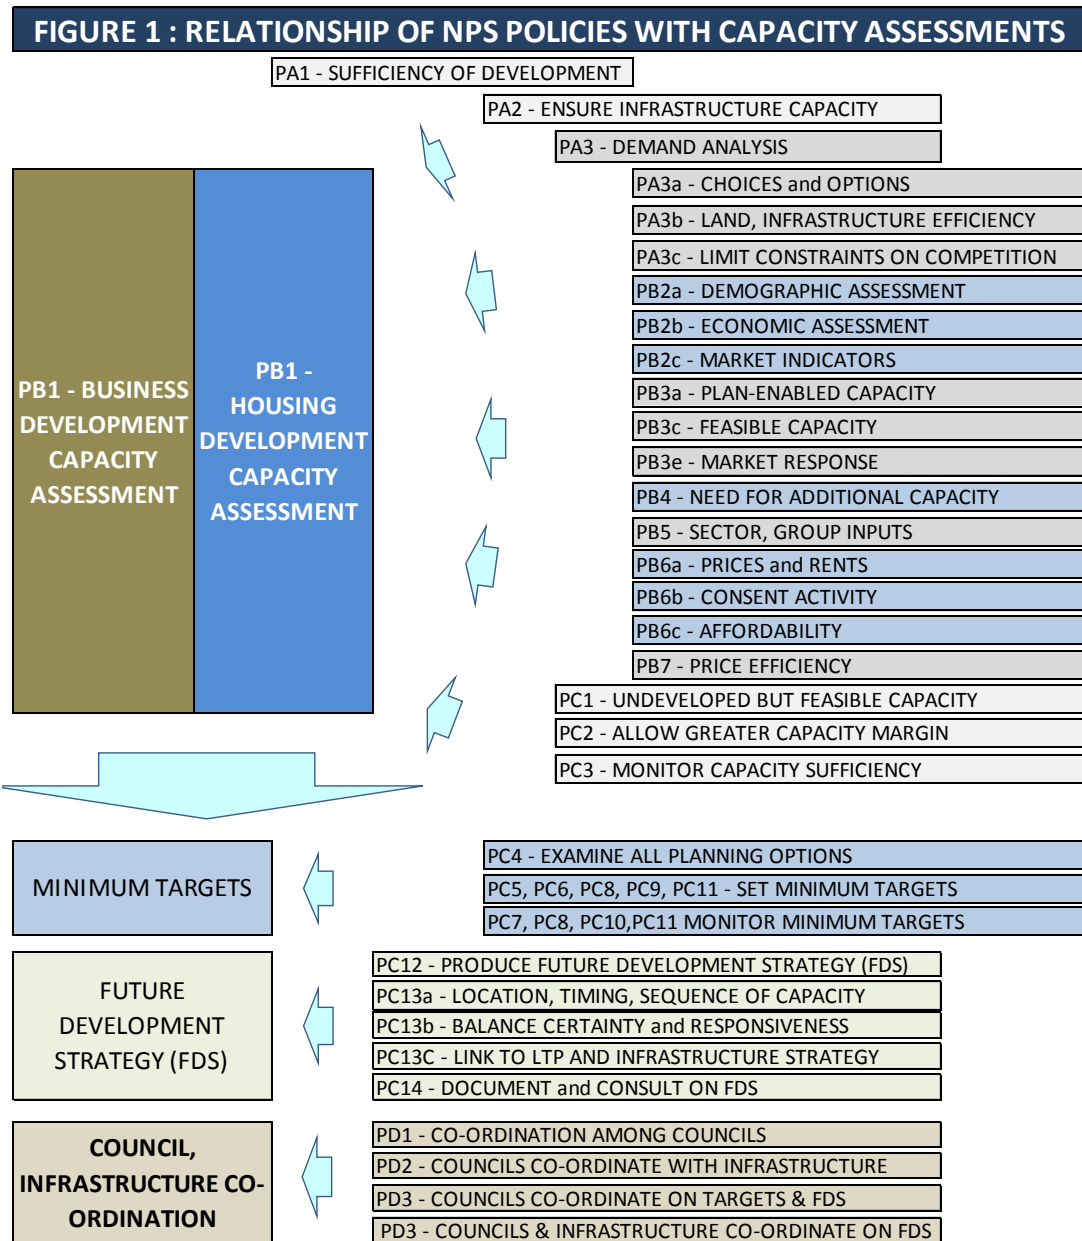 FIGURE 1 : RELATIONSHIP OF NPS POLICIES WITH CAPACITY ASSESSMENTS
PA1 - SUFFICIENCY OF DEVELOPMENT
PA2 - ENSURE INFRASTRUCTURE CAPACITY
PA3 - DEMAND ANALYSIS
PA3a - CHOICES and OPTIONS
PA3b - LAND, INFRASTRUCTURE EFFICIENCY
PA3c - LIMIT CONSTRAINTS ON COMPETITION
PB2a - DEMOGRAPHIC ASSESSMENT
PB2b - ECONOMIC ASSESSMENT
PB2c - MARKET INDICATORS
PB3a - PLAN-ENABLED CAPACITY
PB3c - FEASIBLE CAPACITY
PB3e - MARKET RESPONSE
PB4 - NEED FOR ADDITIONAL CAPACITY
PB5 - SECTOR, GROUP INPUTS
PB6a - PRICES and RENTS
PB6b - CONSENT ACTIVITY
PB6c - AFFORDABILITY
PB7 - PRICE EFFICIENCY
PC1 - UNDEVELOPED BUT FEASIBLE CAPACITY
PC2 - ALLOW GREATER CAPACITY MARGIN
PC3 - MONITOR CAPACITY SUFFICIENCY
PB1 - BUSINESS
DEVELOPMENT
CAPACITY
ASSESSMENT
PB1 -
HOUSING
DEVELOPMENT
CAPACITY
ASSESSMENT
MINIMUM TARGETS
PC4 - EXAMINE ALL PLANNING OPTIONS
PC5, PC6, PC8, PC9, PC11 - SET MINIMUM TARGETS
PC7, PC8, PC10,PC11 MONITOR MINIMUM TARGETS
FUTURE
DEVELOPMENT
STRATEGY (FDS)
PC12 - PRODUCE FUTURE DEVELOPMENT STRATEGY (FDS)
PC13a - LOCATION, TIMING, SEQUENCE OF CAPACITY
PC13b - BALANCE CERTAINTY and RESPONSIVENESS
PC13C - LINK TO LTP AND INFRASTRUCTURE STRATEGY
PC14 - DOCUMENT and CONSULT ON FDS
COUNCIL,
INFRASTRUCTURE CO-
ORDINATION
PD1 - CO-ORDINATION AMONG COUNCILS
PD2 - COUNCILS CO-ORDINATE WITH INFRASTRUCTURE
PD3 - COUNCILS CO-ORDINATE ON TARGETS & FDS
PD3 - COUNCILS & INFRASTRUCTURE CO-ORDINATE ON FDS